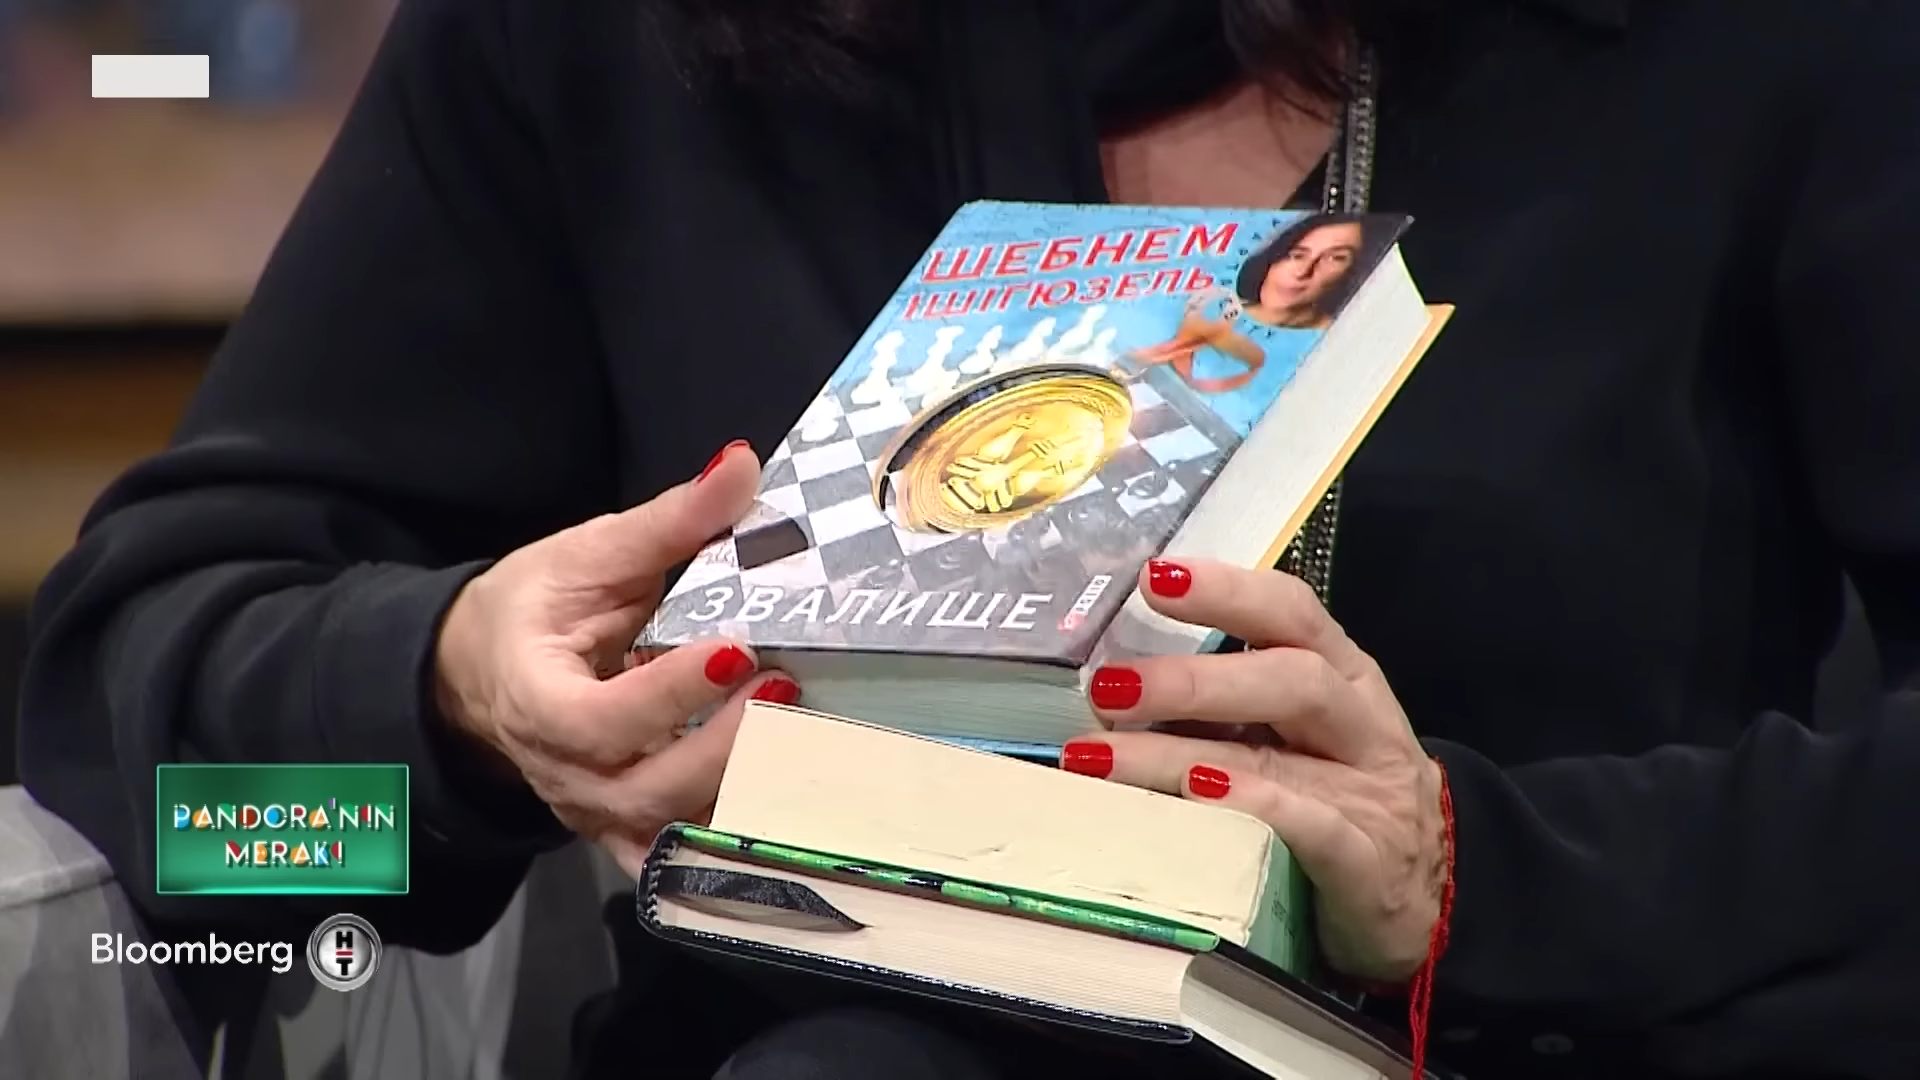 ШЕБНЕМ
ІШІГЮЗЕЛЬ
ЗВАЛИЩЕ
PANDORA'NIN
MERAKI
Bloomberg HT